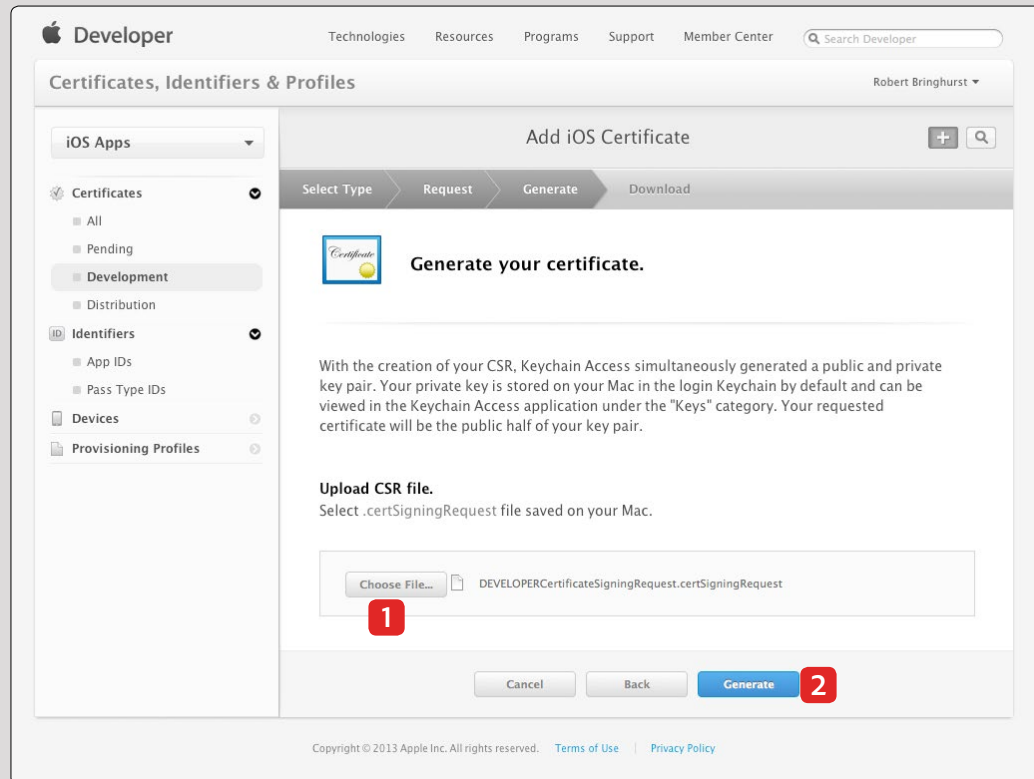 Developer
Technologies Resources Programs Support Member Center Search Developer
Certificates, Identifiers & Profiles
Robert Bringhurst
iOS Apps
Add iOS Certificate
Certificates
All
Pending
Development
Distribution
ID Identifiers
App IDs
Pass Type IDs
Devices
Provisioning Profiles
Select Type Request Generate Download
Certificate
Generate your certificate.
With the creation of your CSR, Keychain Access simultaneously generated a public and private
key pair. Your private key is stored on your Mac in the login Keychain by default and can be
viewed in the Keychain Access application under the "Keys" category. Your requested
certificate will be the public half of your key pair.
Upload CSR file.
Select .certSigningRequest file saved on your Mac.
Choose File... DEVELOPERCertificateSigningRequest.certSigningRequest
1
Cancel Back Generate 2
Copyright © 2013 Apple Inc. All rights reserved. Terms of Use | Privacy Policy